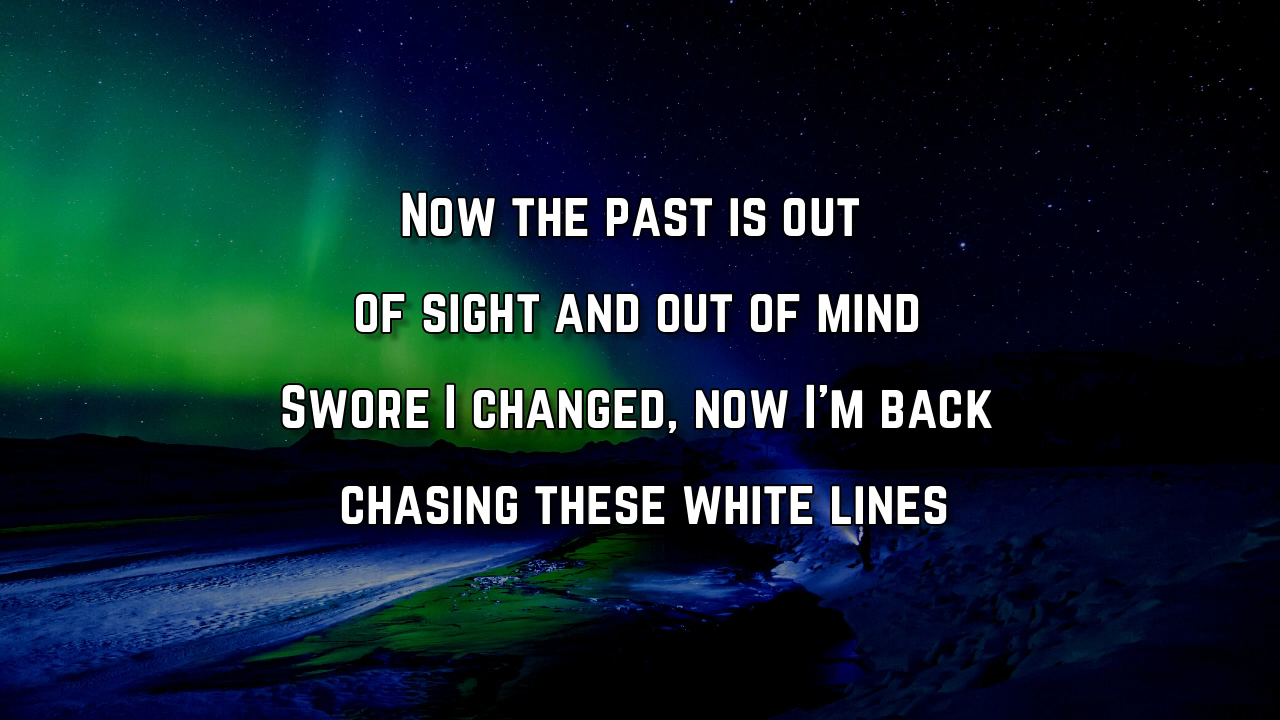 Now the past is out
of sight and out of mind
Swore I changed, now I'm back
chasing these white lines